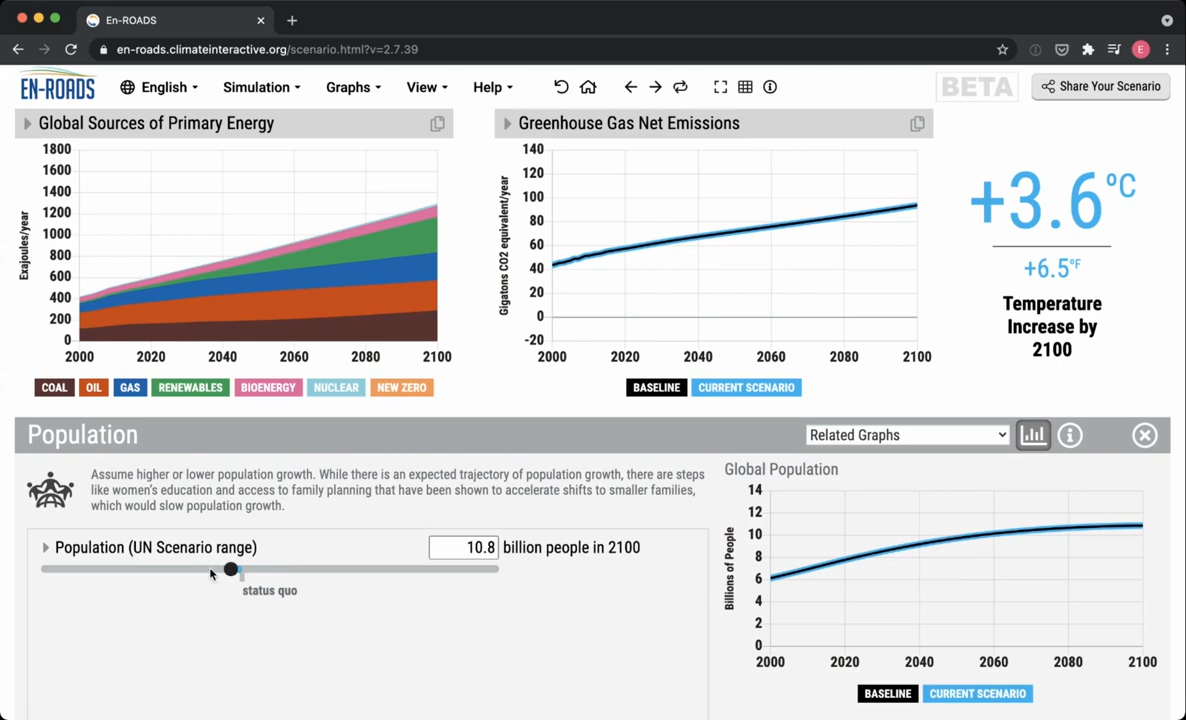 En-ROADS
en-roads.climateinteractive.org/scenario.html?v=2.7.39
E
EN-ROADS
English
Simulation
Graphs
View
Help
BETA
Share Your Scenario
Global Sources of Primary Energy
Exajoules/year
1800
1600
1400
1200
1000
800
600
400
200
0
2000 2020 2040 2060 2080 2100
COAL OIL GAS RENEWABLES BIOENERGY NUCLEAR NEW ZERO
Greenhouse Gas Net Emissions
Gigatons CO2 equivalent/year
140
120
100
80
60
40
20
0
-20
2000 2020 2040 2060 2080 2100
BASELINE CURRENT SCENARIO
+3.6°C
+6.5°F
Temperature
Increase by
2100
Population
Related Graphs
Assume higher or lower population growth. While there is an expected trajectory of population growth, there are steps
like women's education and access to family planning that have been shown to accelerate shifts to smaller families,
which would slow population growth.
Population (UN Scenario range)
10.8 billion people in 2100
status quo
Global Population
Billions of People
14
12
10
8
6
4
2
0
2000 2020 2040 2060 2080 2100
BASELINE CURRENT SCENARIO